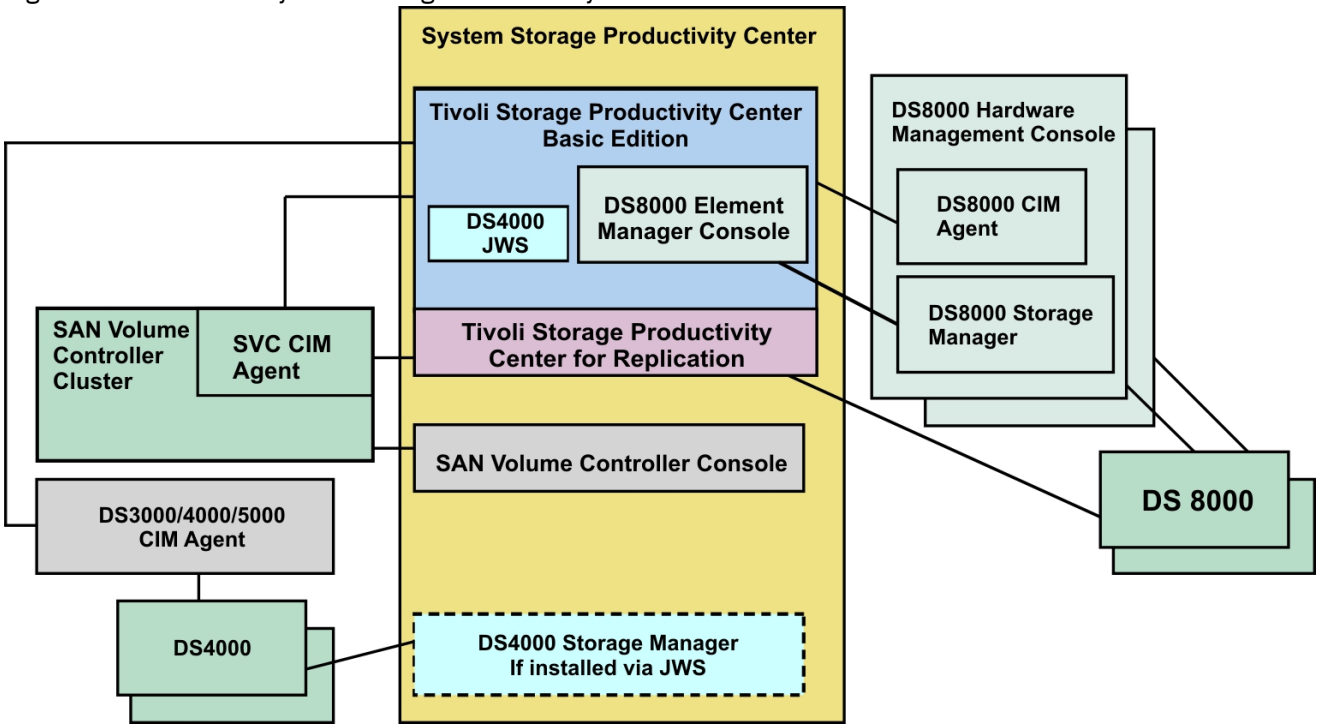 System Storage Productivity Center
Tivoli Storage Productivity Center
Basic Edition
DS4000
JWS
DS8000 Element
Manager Console
Tivoli Storage Productivity
Center for Replication
SAN Volume Controller Console
DS4000 Storage Manager
If installed via JWS
SAN Volume
Controller
Cluster
SVC CIM
Agent
DS3000/4000/5000
CIM Agent
DS4000
DS8000 Hardware
Management Console
DS8000 CIM
Agent
DS8000 Storage
Manager
DS 8000